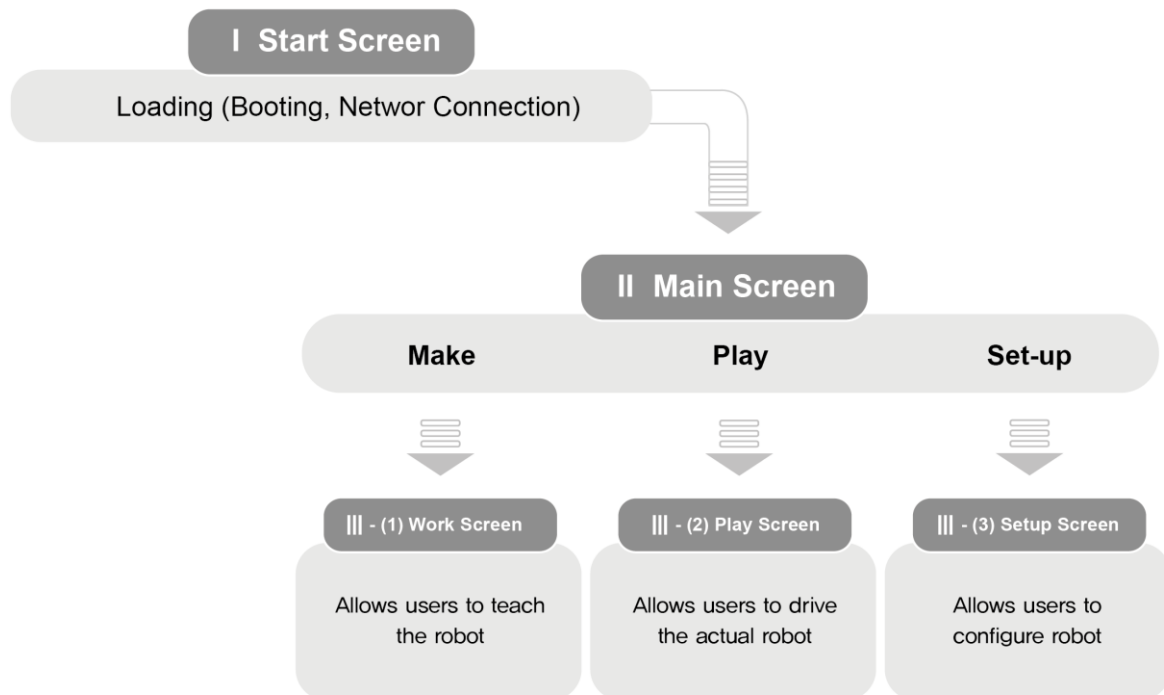 I Start Screen
Loading (Booting, Networ Connection)
II Main Screen
Make
Play
Set-up
III - (1) Work Screen
Allows users to teach
the robot
III - (2) Play Screen
Allows users to drive
the actual robot
III - (3) Setup Screen
Allows users to
configure robot